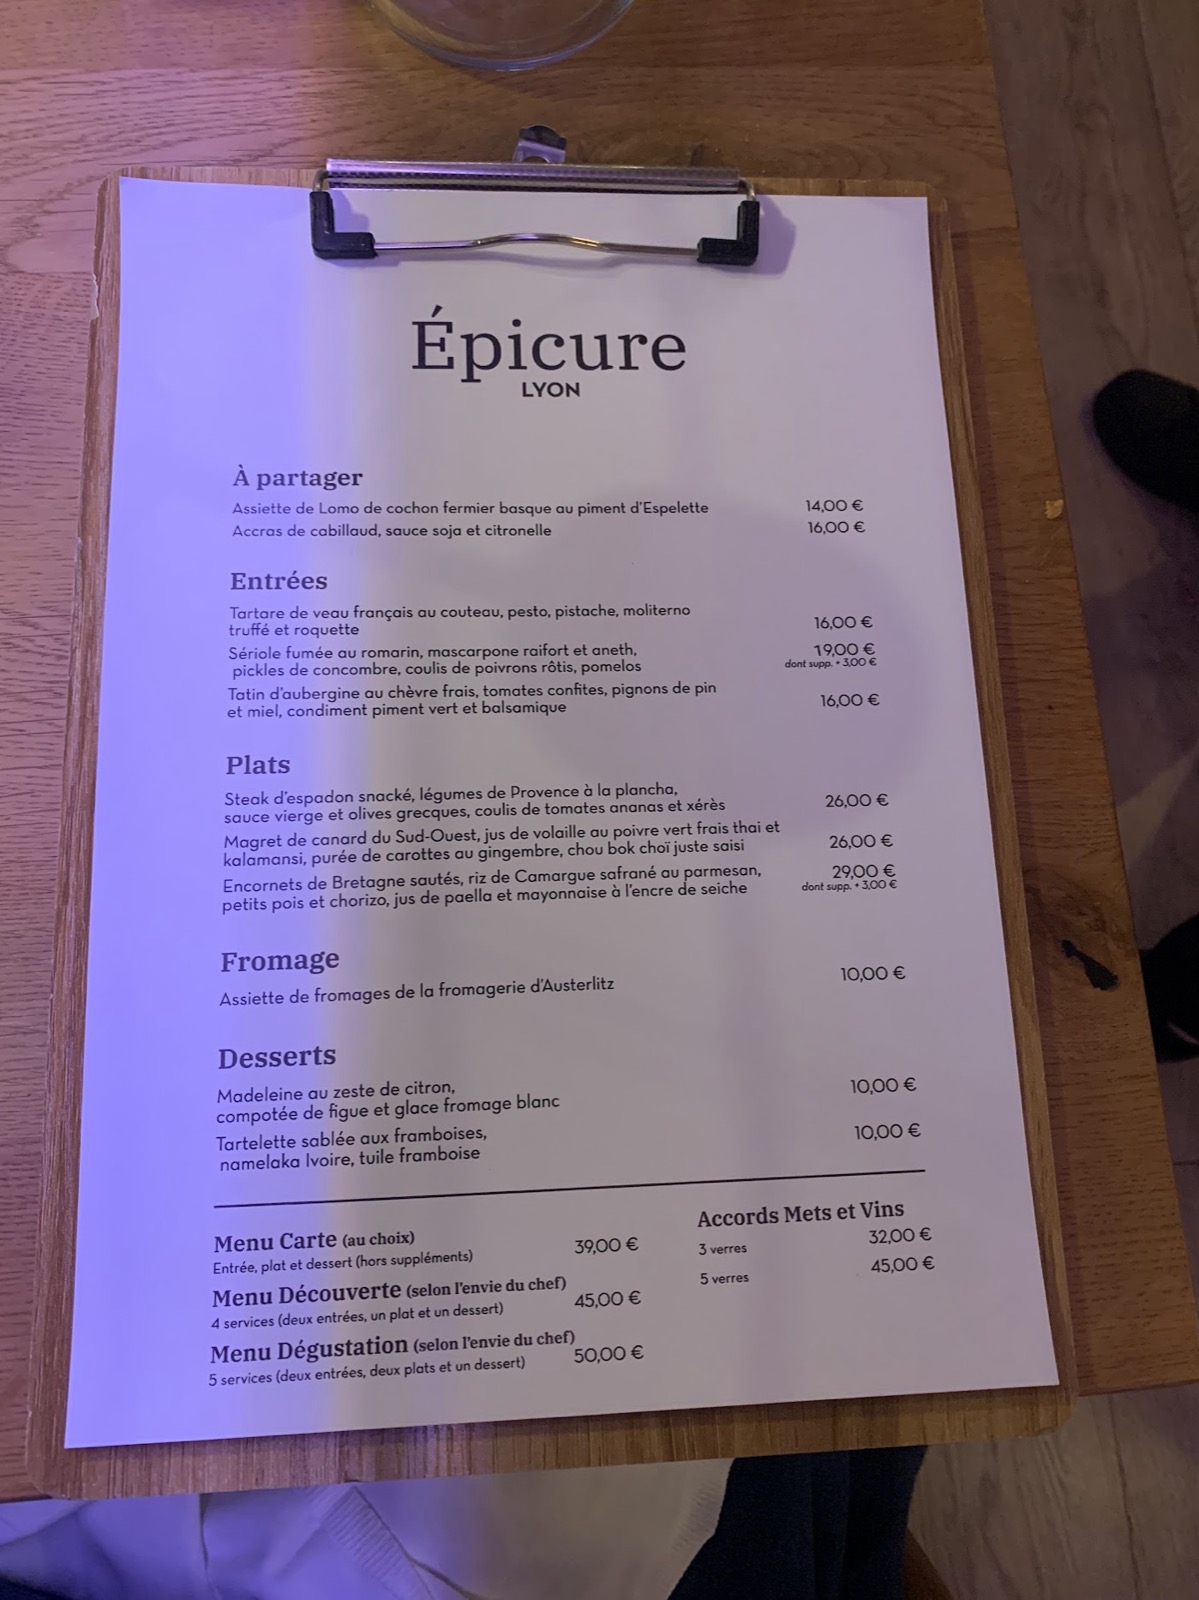 Épicure
LYON
À partager
Assiette de Lomo de cochon fermier basque au piment d'Espelette 14,00 €
Accras de cabillaud, sauce soja et citronelle 16,00 €
Entrées
Tartare de veau français au couteau, pesto, pistache, moliterno
truffé et roquette 16,00 €
Sériole fumée au romarin, mascarpone raifort et aneth, 19,00 €
pickles de concombre, coulis de poivrons rôtis, pomelos dont supp. + 3,00 €
Tatin d'aubergine au chèvre frais, tomates confites, pignons de pin
et miel, condiment piment vert et balsamique 16,00 €
Plats
Steak d'espadon snacké, légumes de Provence à la plancha,
sauce vierge et olives grecques, coulis de tomates ananas et xérès 26,00 €
Magret de canard du Sud-Ouest, jus de volaille au poivre vert frais thai et
kalamansi, purée de carottes au gingembre, chou bok choï juste saisi 26,00 €
Encornets de Bretagne sautés, riz de Camargue safrané au parmesan, 29,00 €
petits pois et chorizo, jus de paella et mayonnaise à l'encre de seiche dont supp. + 3,00 €
Fromage
Assiette de fromages de la fromagerie d'Austerlitz 10,00 €
Desserts
Madeleine au zeste de citron,
compotée de figue et glace fromage blanc 10,00 €
Tartelette sablée aux framboises,
namelaka Ivoire, tuile framboise 10,00 €
Menu Carte (au choix) 39,00 €
Entrée, plat et dessert (hors suppléments)
Menu Découverte (selon l'envie du chef) 45,00 €
4 services (deux entrées, un plat et un dessert)
Menu Dégustation (selon l'envie du chef) 50,00 €
5 services (deux entrées, deux plats et un dessert)
Accords Mets et Vins
3 verres 32,00 €
5 verres 45,00 €